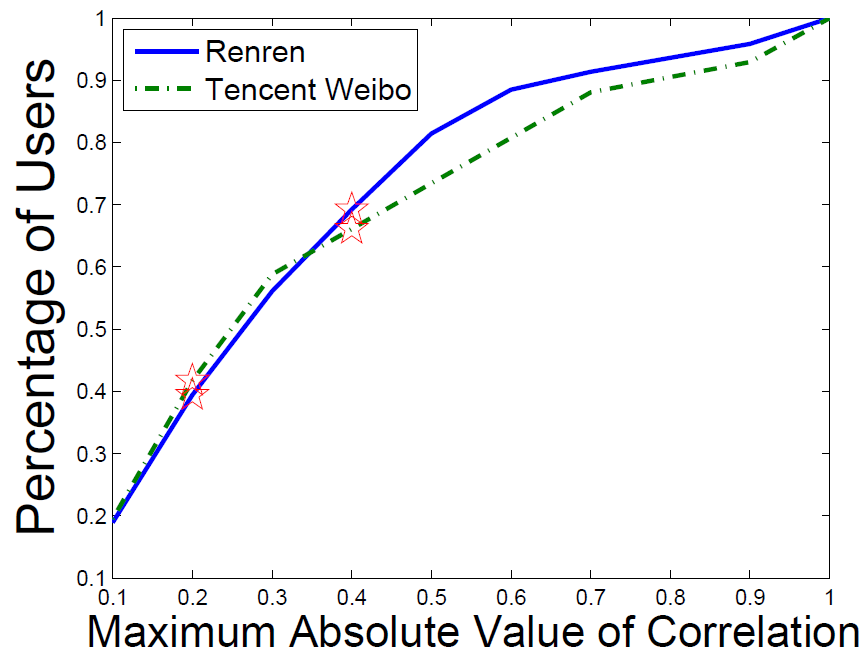 Renren
Tencent Weibo
Percentage of Users
1
0.9
0.8
0.7
0.6
0.5
0.4
0.3
0.2
0.1
0.1 0.2 0.3 0.4 0.5 0.6 0.7 0.8 0.9 1
Maximum Absolute Value of Correlation